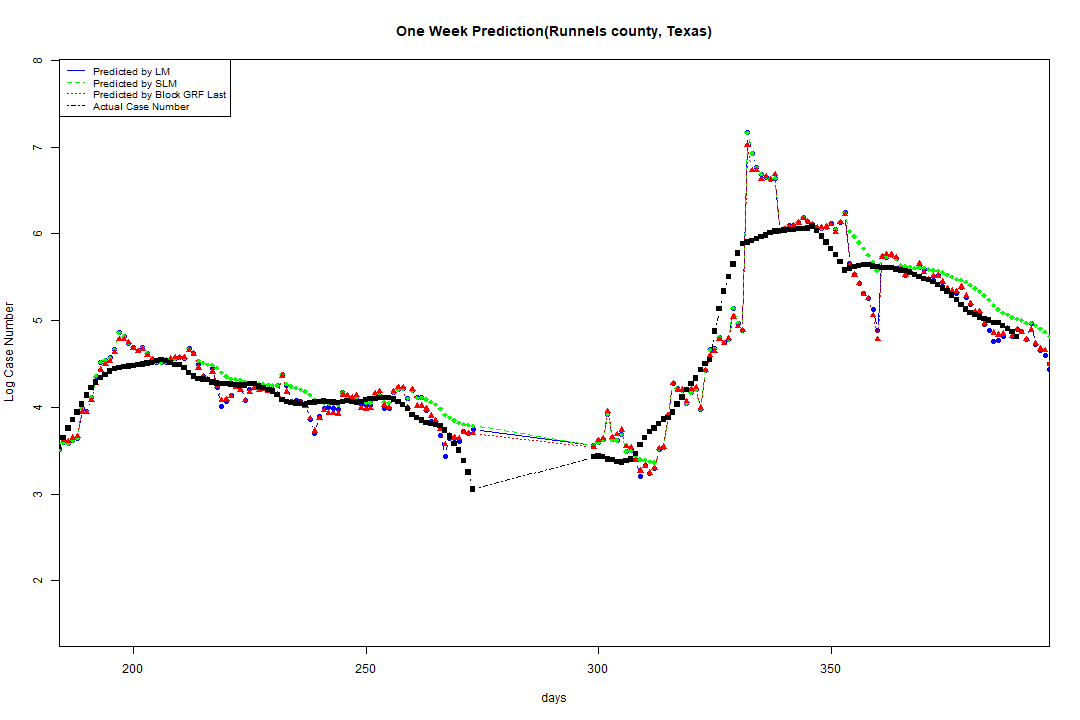 One Week Prediction(Runnels county, Texas)
Predicted by LM
Predicted by SLM
Predicted by Block GRF Last
Actual Case Number
8
7
6
5
4
3
2
Log Case Number
200
250
300
350
days